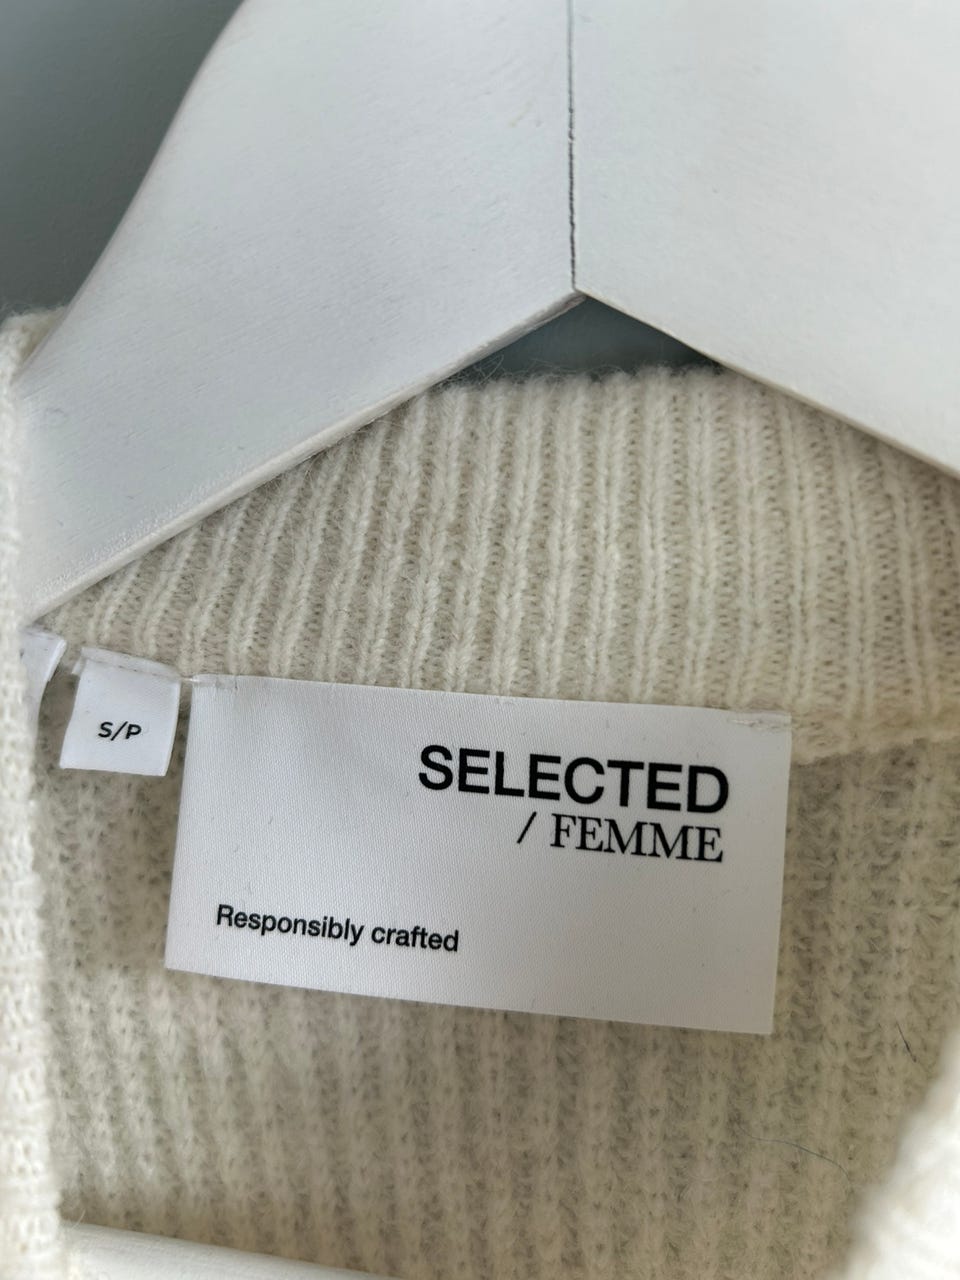 S/P
SELECTED
/ FEMME
Responsibly crafted